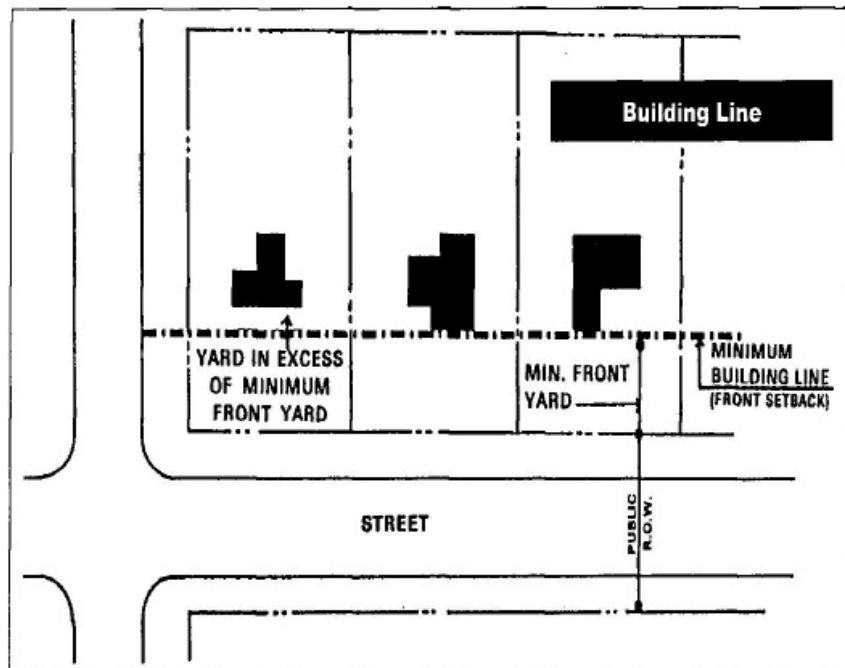 Building Line
YARD IN EXCESS
OF MINIMUM
FRONT YARD
MIN. FRONT
YARD
MINIMUM
BUILDING LINE
(FRONT SETBACK)
STREET
PUBLIC
R.O.W.